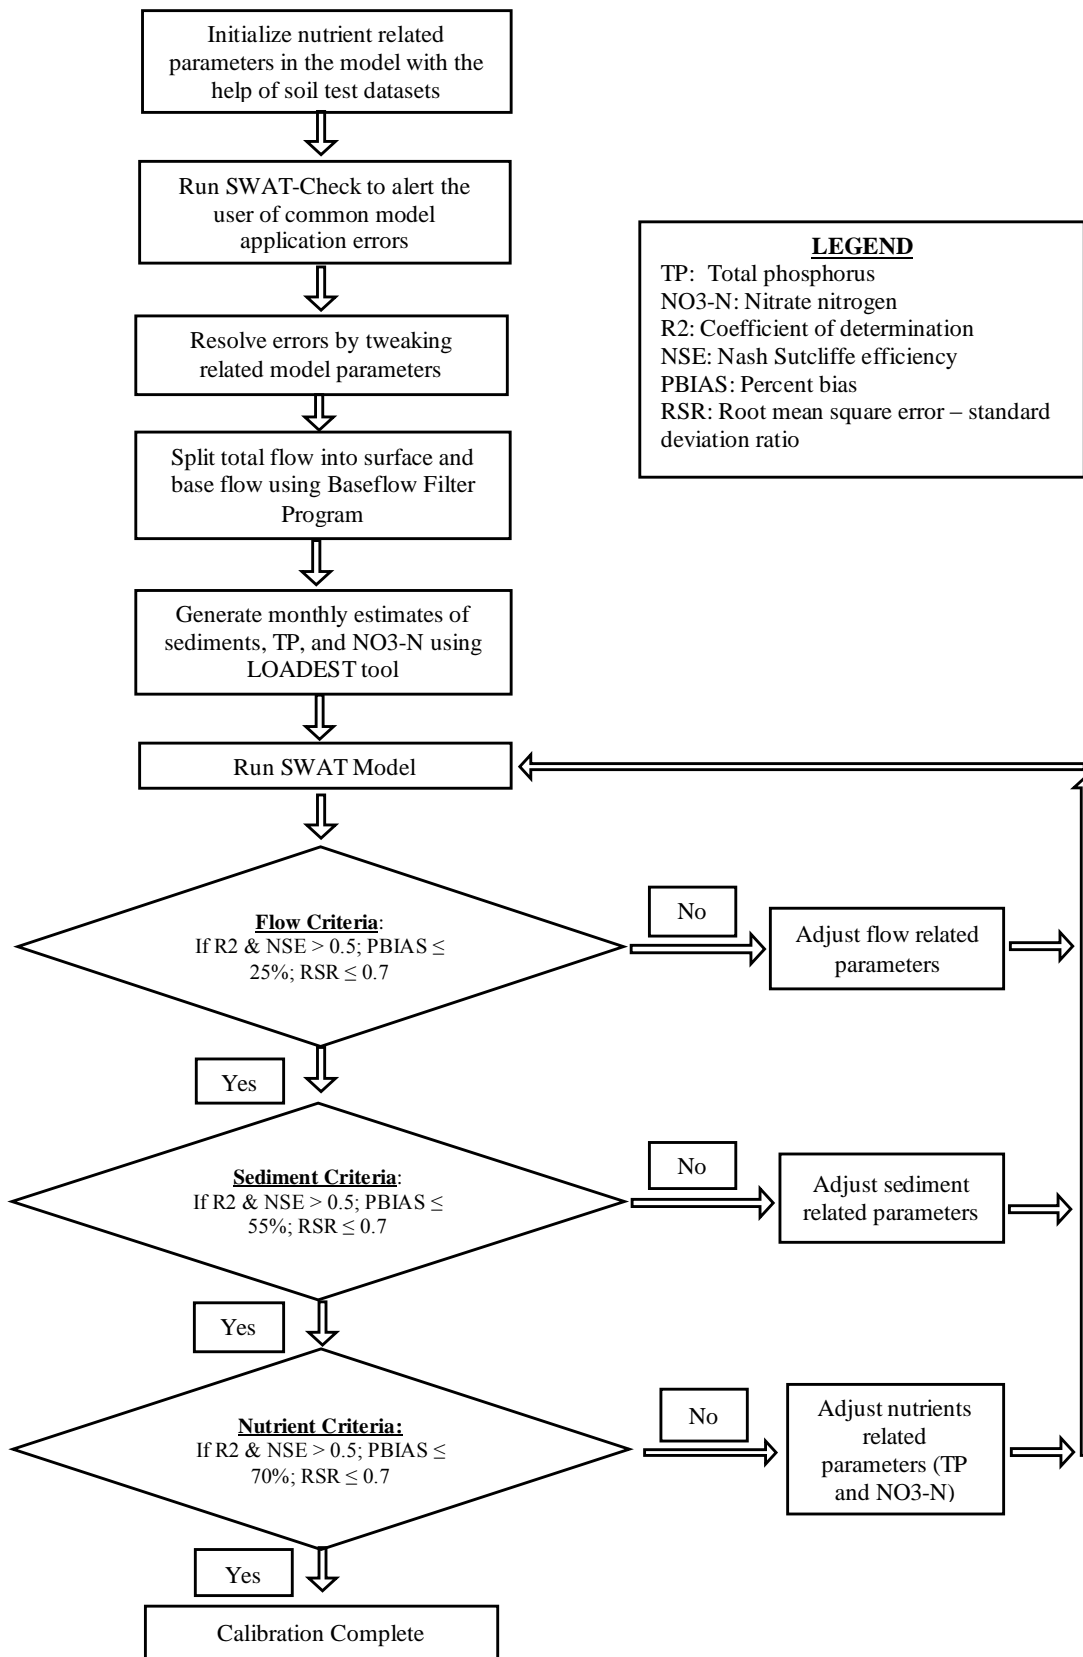 Initialize nutrient related
parameters in the model with the
help of soil test datasets
Run SWAT-Check to alert the
user of common model
application errors
LEGEND
TP:  Total phosphorus
NO3-N: Nitrate nitrogen
R2: Coefficient of determination
NSE: Nash Sutcliffe efficiency
PBIAS: Percent bias
RSR: Root mean square error – standard
deviation ratio
Resolve errors by tweaking
related model parameters
Split total flow into surface and
base flow using Baseflow Filter
Program
Generate monthly estimates of
sediments, TP, and NO3-N using
LOADEST tool
Run SWAT Model
Flow Criteria:
If R2 & NSE > 0.5; PBIAS ≤
25%; RSR ≤ 0.7
No
Adjust flow related
parameters
Yes
Sediment Criteria:
If R2 & NSE > 0.5; PBIAS ≤
55%; RSR ≤ 0.7
No
Adjust sediment
related parameters
Yes
Nutrient Criteria:
If R2 & NSE > 0.5; PBIAS ≤
70%; RSR ≤ 0.7
No
Adjust nutrients
related
parameters (TP
and NO3-N)
Yes
Calibration Complete